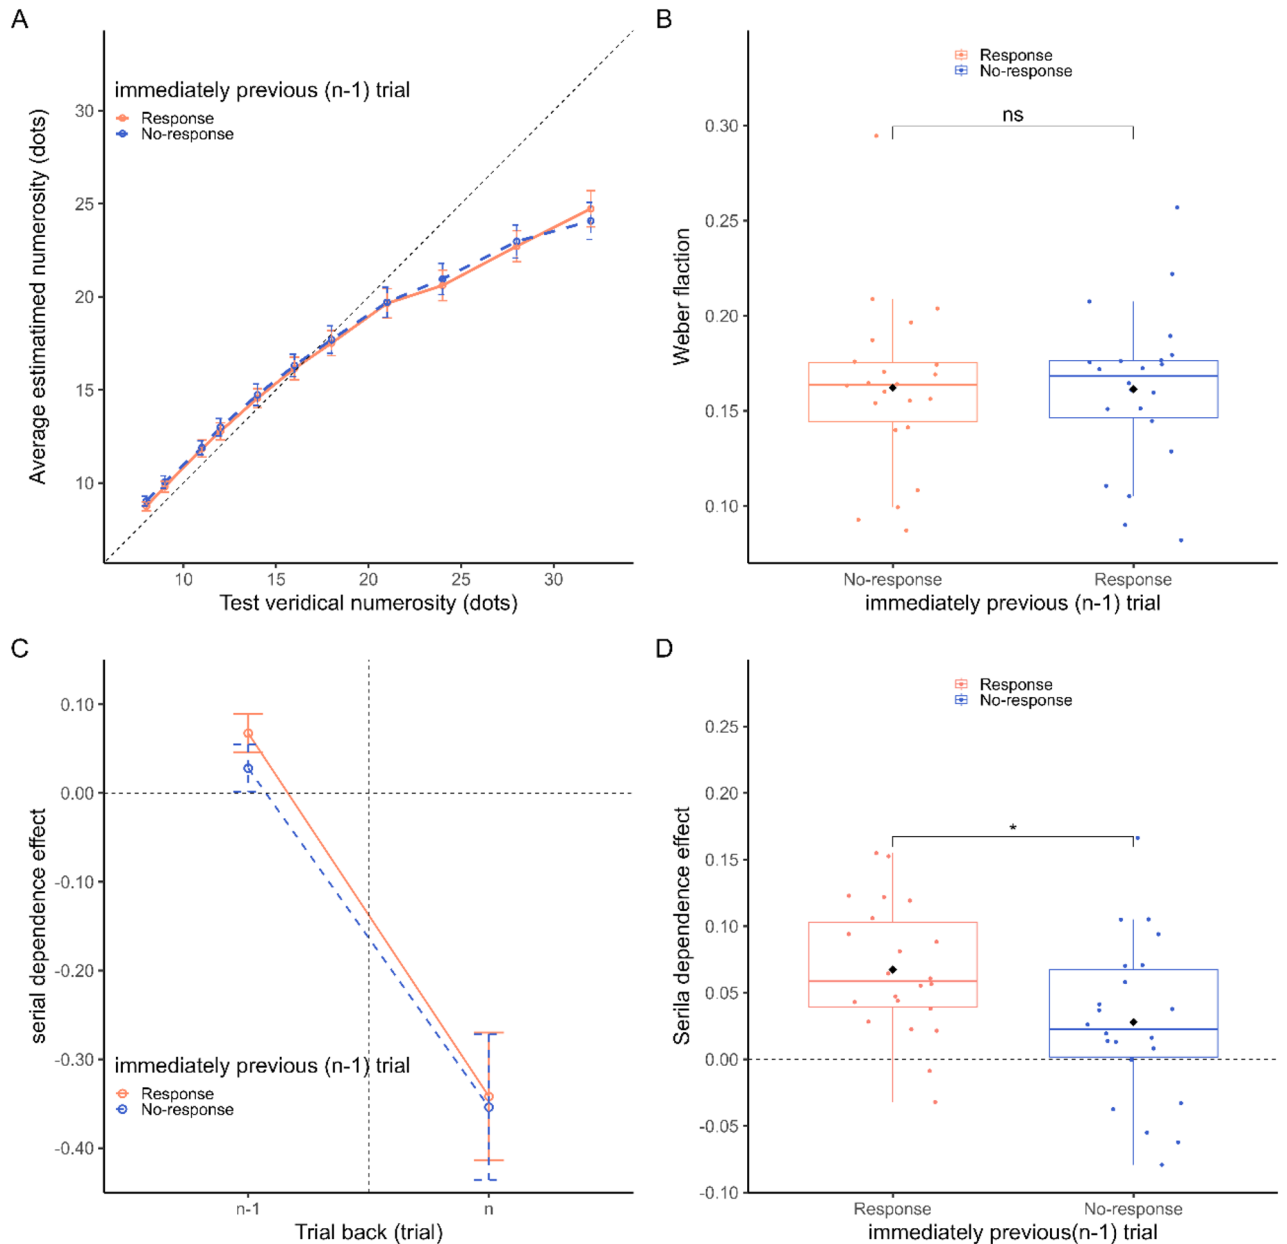 A
immediately previous (n-1) trial
Response
No-response
30
25
20
15
10
Average estimatimed numerosity (dots)
10
15
20
25
30
Test veridical numerosity (dots)
B
Response
No-response
ns
0.30
0.25
0.20
0.15
0.10
Weber flaction
No-response
Response
immediately previous (n-1) trial
C
0.10
0.00
-0.10
-0.20
-0.30
-0.40
serial dependence effect
immediately previous (n-1) trial
Response
No-response
n-1
n
Trial back (trial)
D
Response
No-response
*
0.25
0.20
0.15
0.10
0.05
0.00
-0.05
-0.10
Serila dependence effect
Response
No-response
immediately previous(n-1) trial